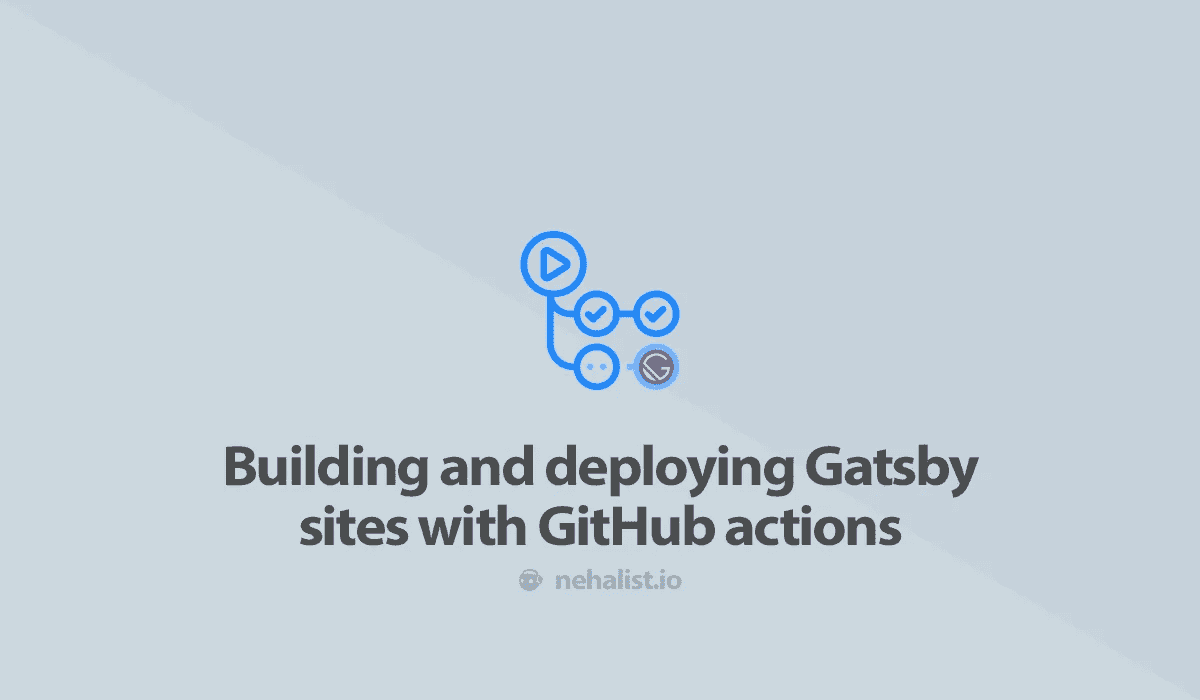 Building and deploying Gatsby
sites with GitHub actions
nehalist.io